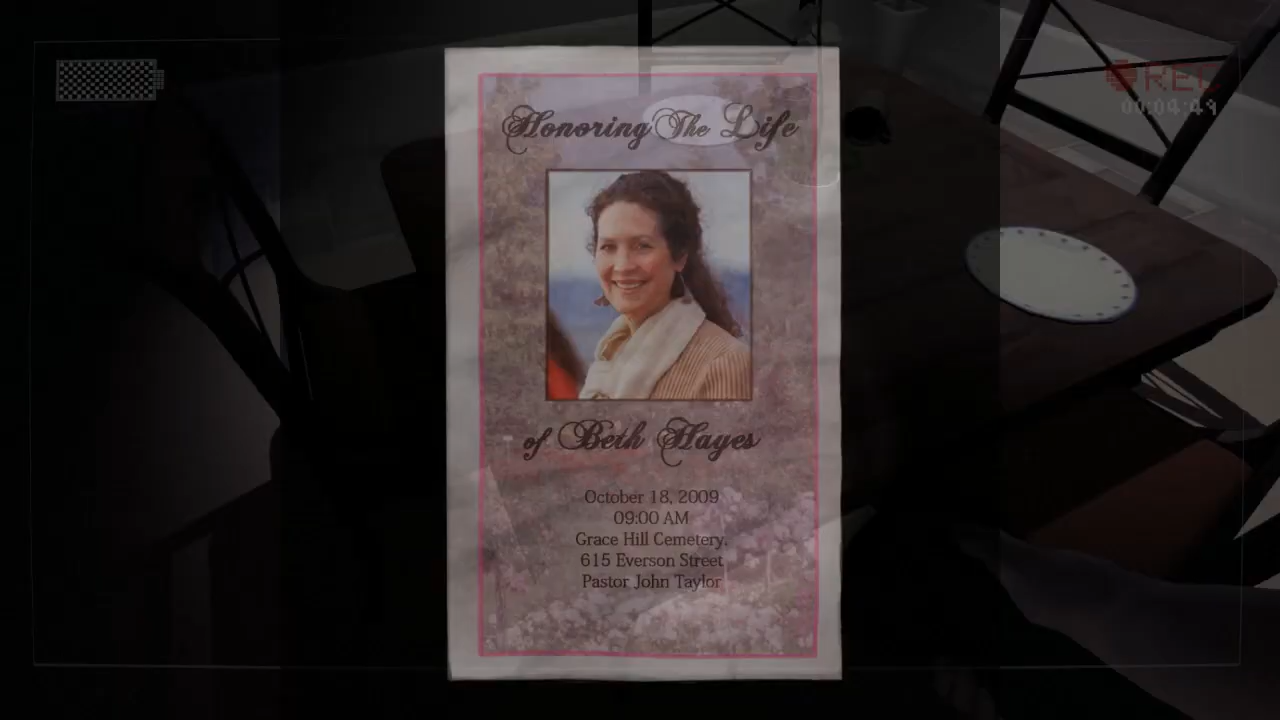 REC
00:04:49
Honoring The Life
of Beth Hayes
October 18, 2009
09:00 AM
Grace Hill Cemetery.
615 Everson Street
Pastor John Taylor